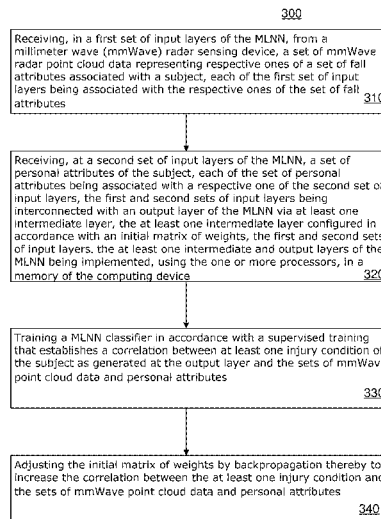 300
Receiving, in a first set of input layers of the MLNN, from a
millimeter wave (mmWave) radar sensing device, a set of mmWave
radar point cloud data representing respective ones of a set of fall
attributes associated with a subject, each of the first set of input
layers being associated with the respective ones of the set of fall
attributes
310
Receiving, at a second set of input layers of the MLNN, a set of
personal attributes of the subject, each of the set of personal
attributes being associated with a respective one of the second set of
input layers, the first and second sets of input layers being
interconnected with an output layer of the MLNN via at least one
intermediate layer, the at least one intermediate layer configured in
accordance with an initial matrix of weights, the first and second sets
of input layers, the at least one intermediate and output layers of the
MLNN being implemented, using the one or more processors, in a
memory of the computing device
320
Training a MLNN classifier in accordance with a supervised training
that establishes a correlation between at least one injury condition of
the subject as generated at the output layer and the sets of mmWav
point cloud data and personal attributes
330
Adjusting the initial matrix of weights by backpropagation thereby to
increase the correlation between the at least one injury condition and
the sets of mmWave point cloud data and personal attributes
340